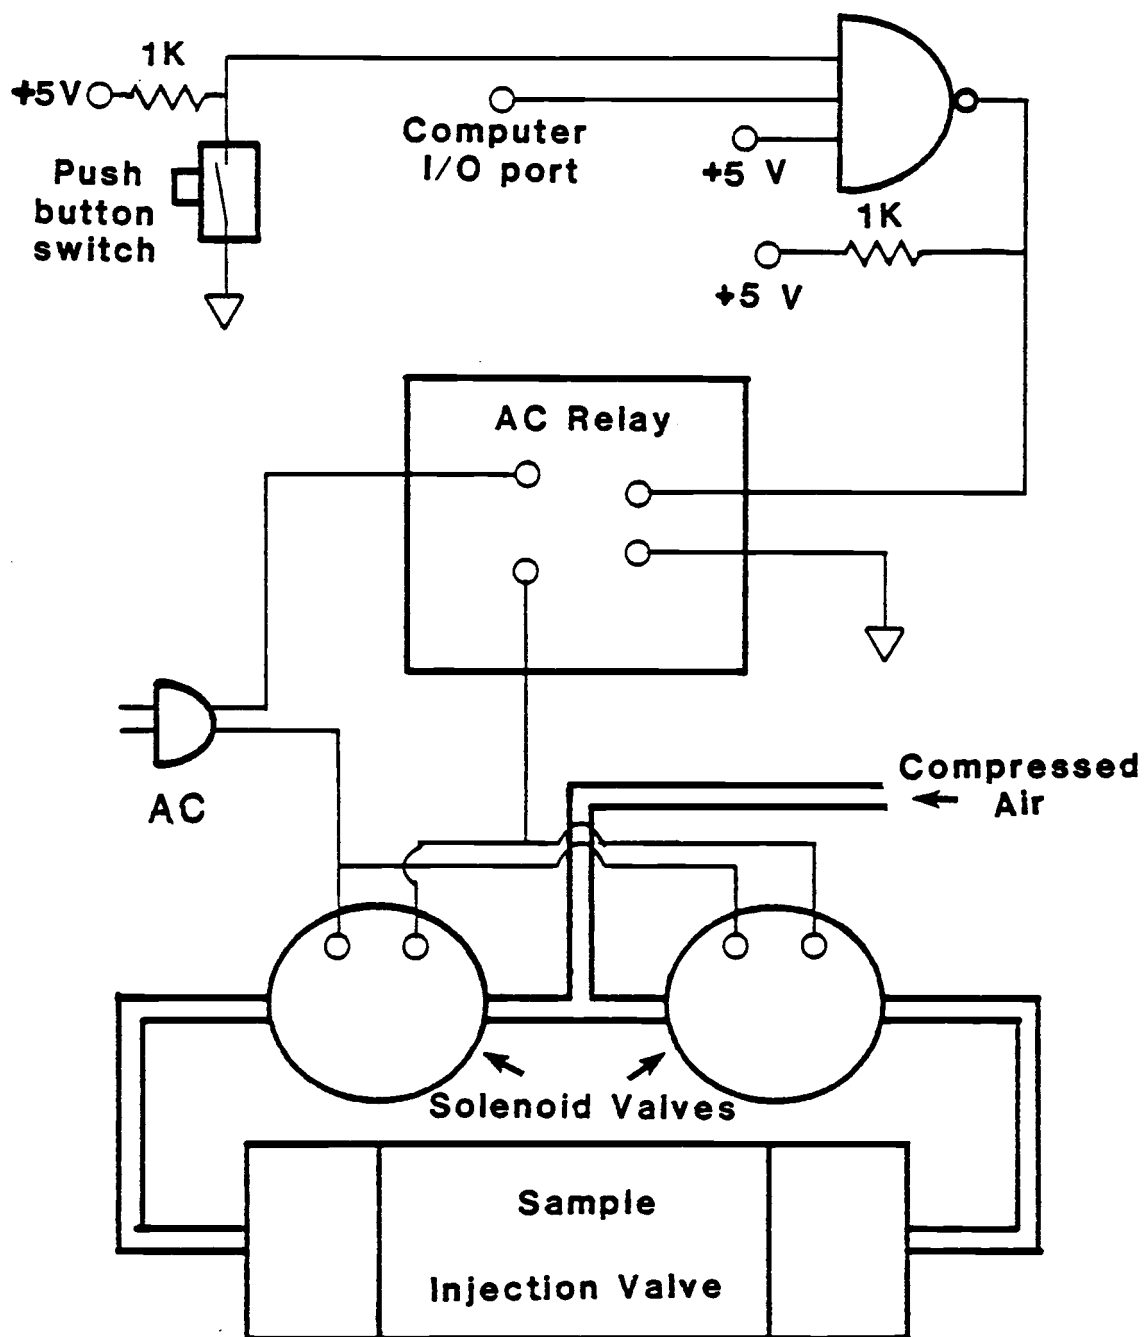 1K
+5V
Push
button
switch
Computer
I/O port
+5 V
1K
+5 V
AC Relay
AC
Compressed
Air
Solenoid Valves
Sample
Injection Valve